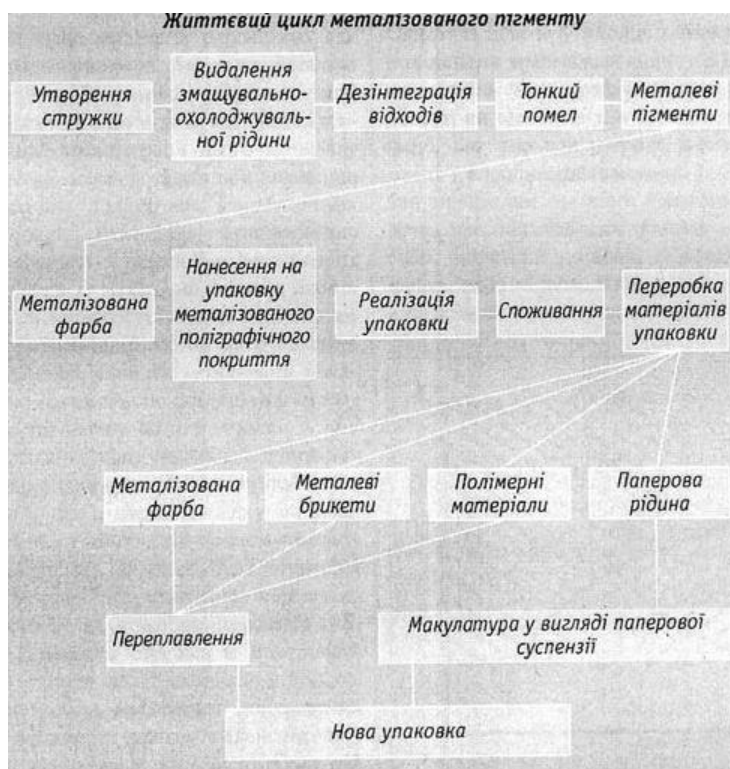 Життєвий цикл металізованого пігменту
Утворення
стружки
Видалення
змащувально-
охолоджуваль-
ної рідини
Дезінтеграція
відходів
Тонкий
помел
Металеві
пігменти
Металізована
фарба
Нанесення на
упаковку
металізованого
поліграфічного
покриття
Реалізація
упаковки
Споживання
Переробка
матеріалів
упаковки
Металізована
фарба
Металеві
брикети
Полімерні
матеріали
Паперова
рідина
Переплавлення
Макулатура у вигляді паперової
суспензії
Нова упаковка